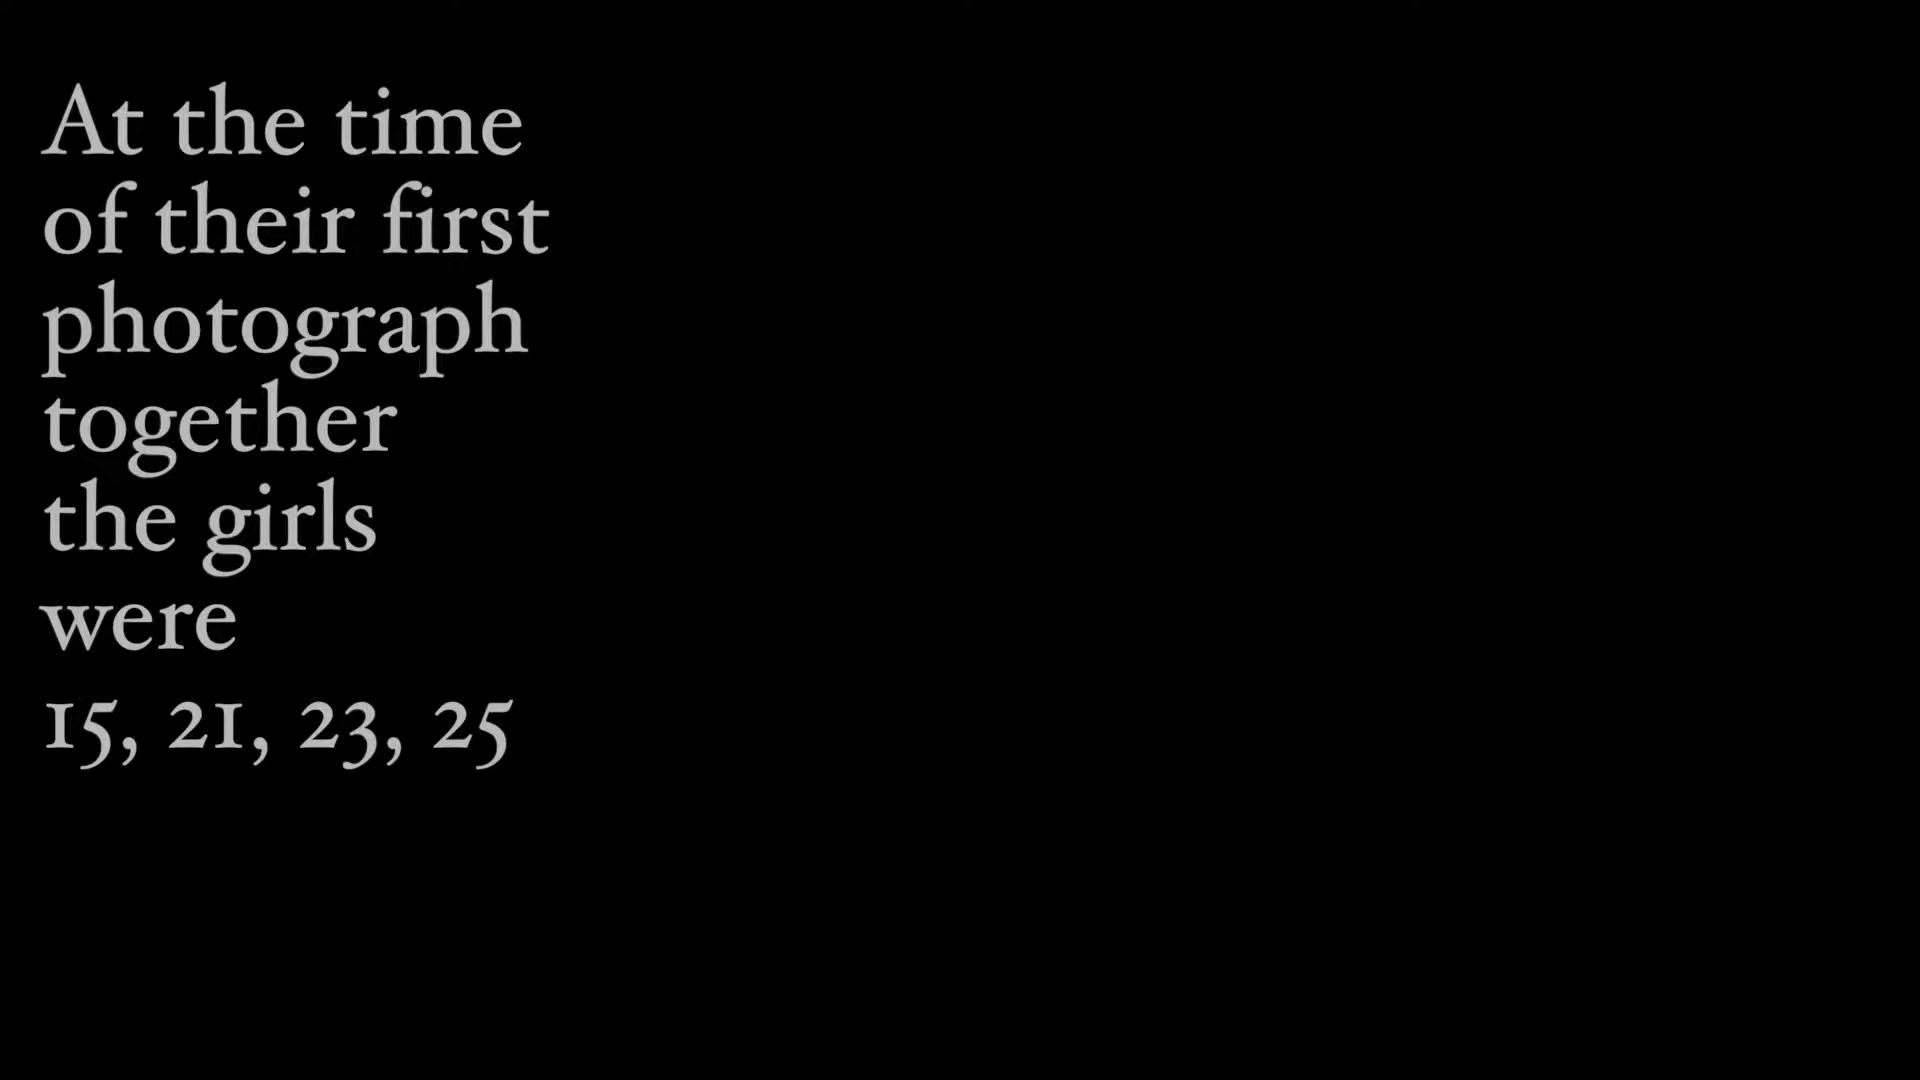 At the time
of their first
photograph
together
the girls
were
15, 21, 23, 25